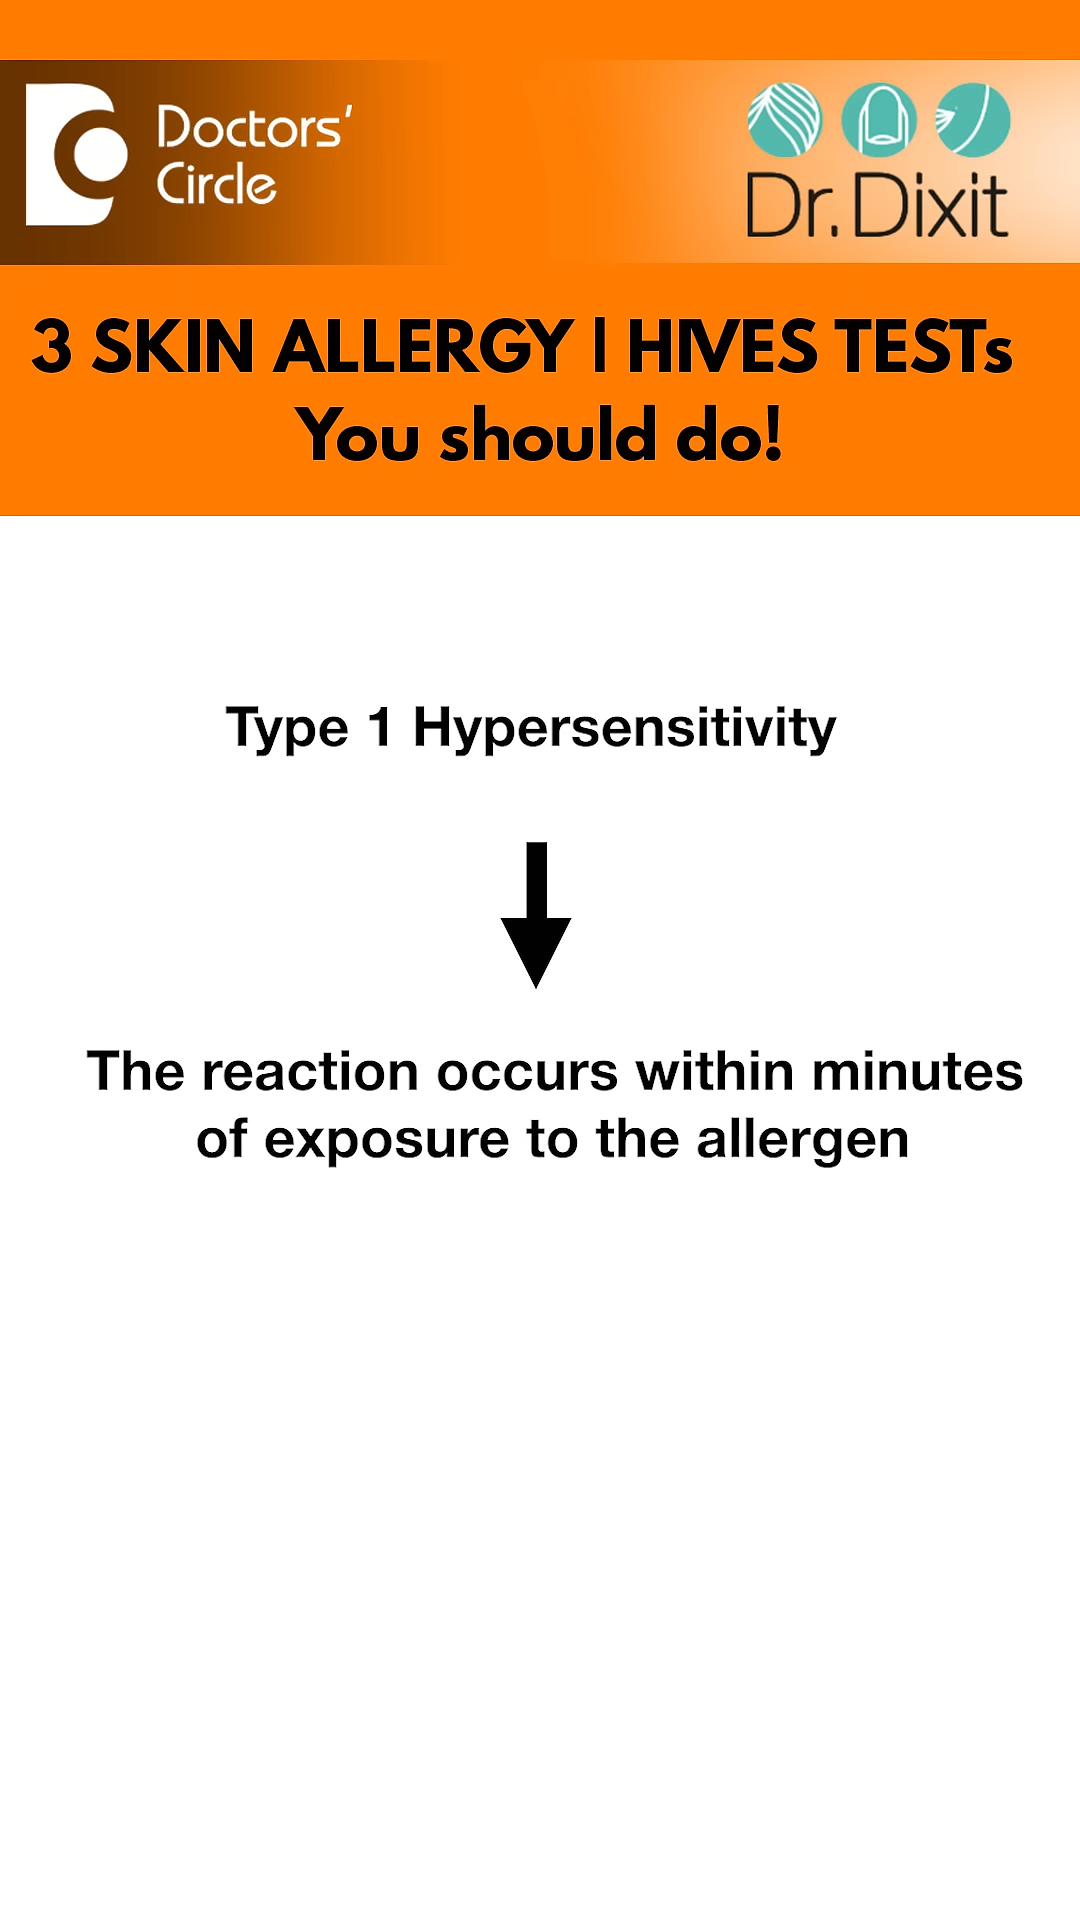 Doctors'
Circle
Dr. Dixit
3 SKIN ALLERGY | HIVES TESTs
You should do!
Type 1 Hypersensitivity
The reaction occurs within minutes
of exposure to the allergen